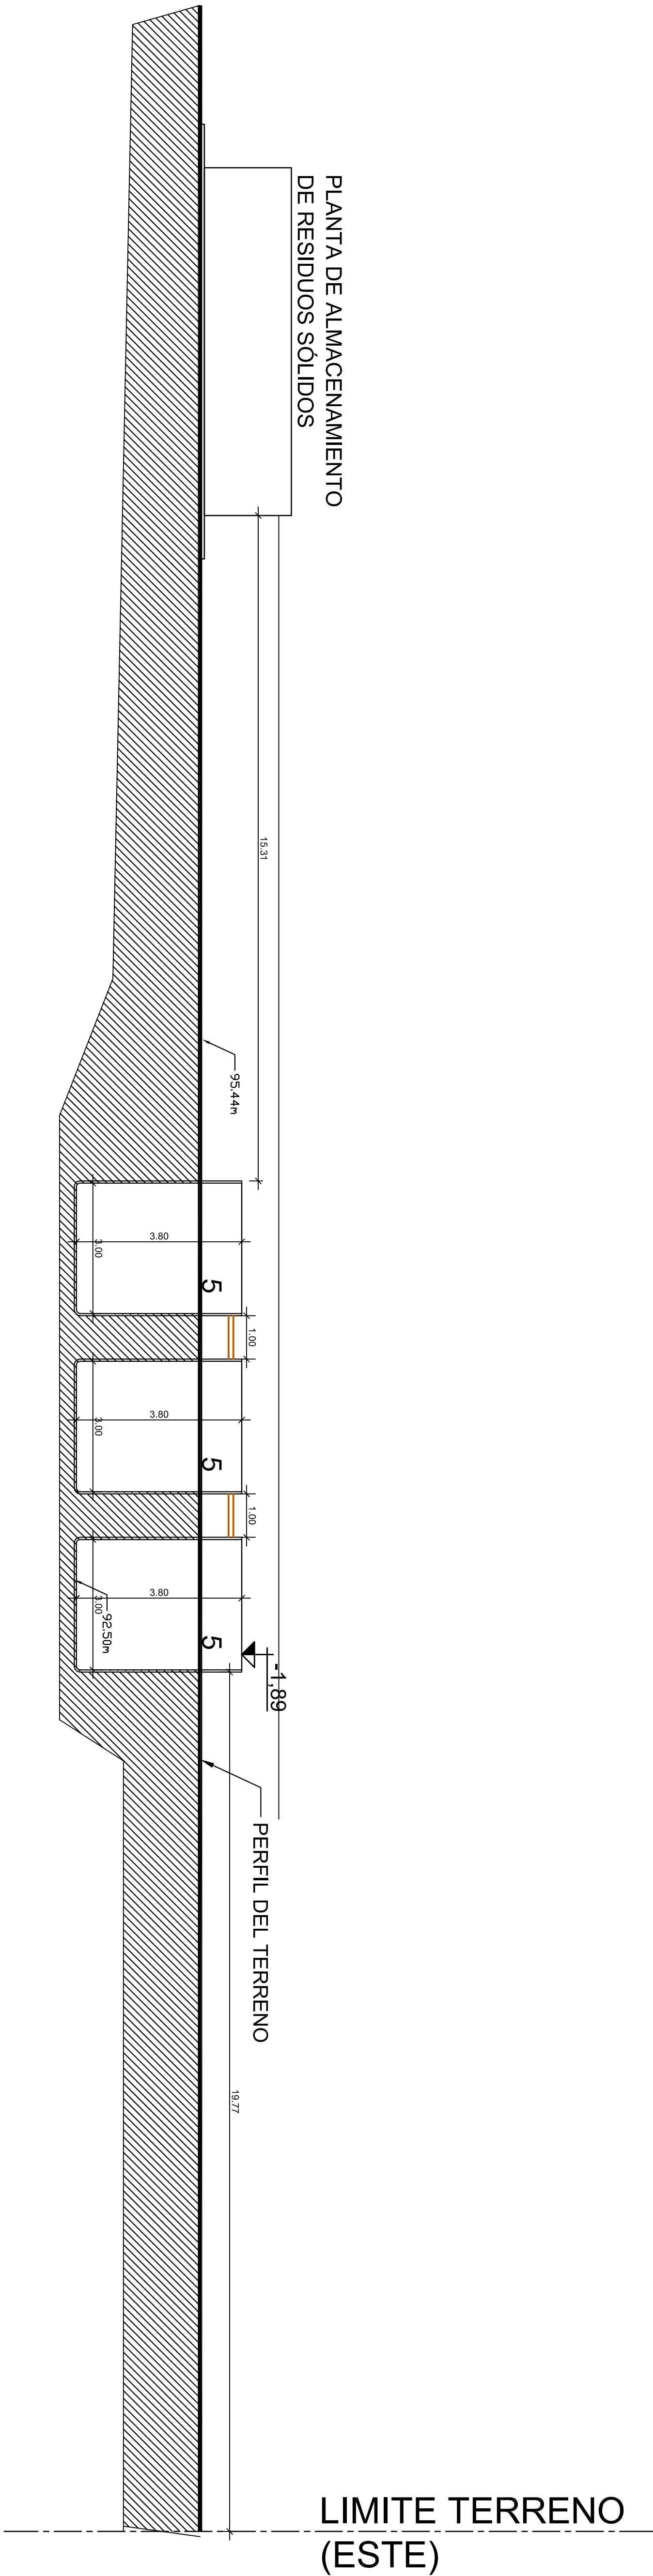 PLANTA DE ALMACENAMIENTO
DE RESIDUOS SÓLIDOS
15.31
95.44m
3.80
3.00
5
1.00
3.80
3.00
5
1.00
3.80
3.00
92.50m
5
-1,89
PERFIL DEL TERRENO
19.77
LIMITE TERRENO
(ESTE)